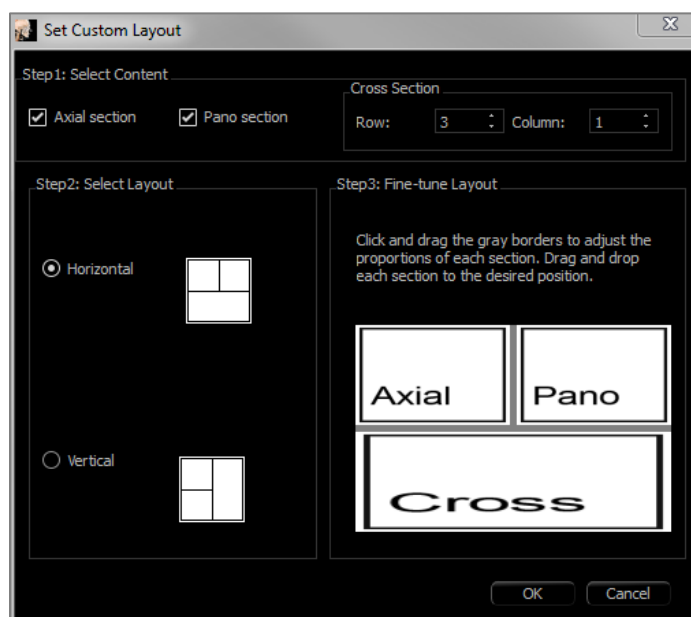 Set Custom Layout
Step1: Select Content
Axial section
Pano section
Cross Section
Row: 3 Column: 1
Step2: Select Layout
Horizontal
Vertical
Step3: Fine-tune Layout
Click and drag the gray borders to adjust the
proportions of each section. Drag and drop
each section to the desired position.
Axial
Pano
Cross
OK
Cancel